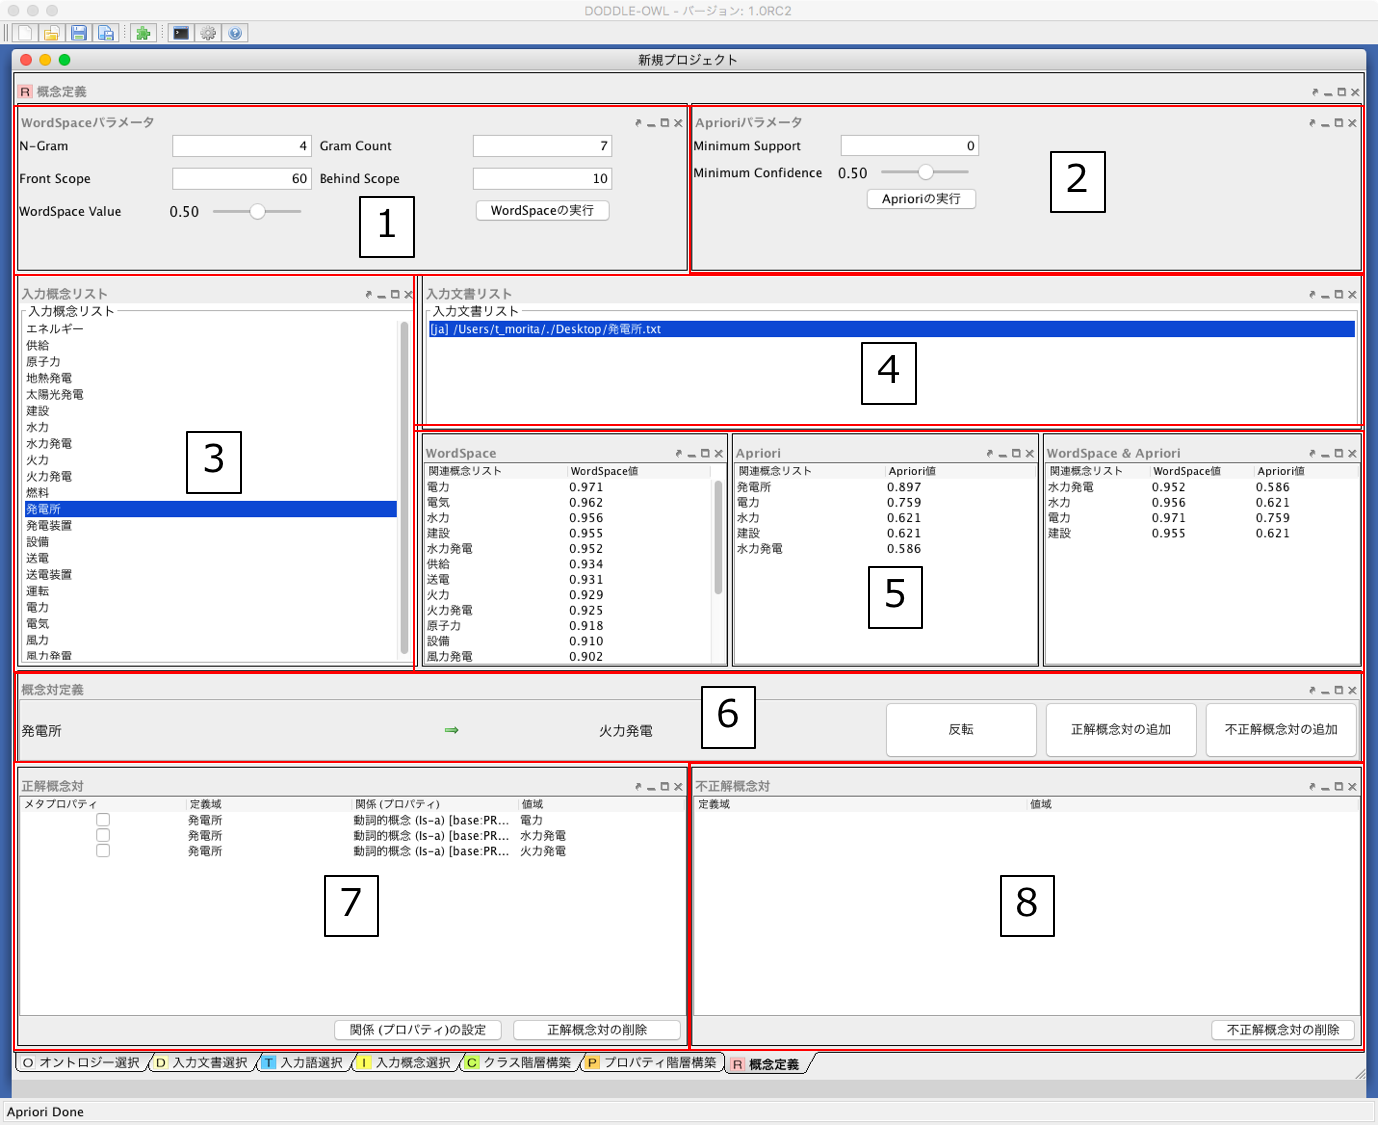 DODDLE-OWL - バージョン: 1.0RC2
新規プロジェクト
R 概念定義
WordSpaceパラメータ
N-Gram 4 Gram Count 7
Front Scope 60 Behind Scope 10
WordSpace Value 0.50 WordSpaceの実行
1
Aprioriパラメータ
Minimum Support 0
Minimum Confidence 0.50
Aprioriの実行
2
入力概念リスト
入力概念リスト
エネルギー
供給
原子力
地熱発電
太陽光発電
建設
水力
水力発電
火力
火力発電
燃料
発電所
発電装置
設備
送電
送電装置
運転
電力
電気
風力
風力発電
3
入力文書リスト
入力文書リスト
[ja] /Users/t_morita/./Desktop/発電所.txt
4
WordSpace
関連概念リスト WordSpace値
電力 0.971
電気 0.962
水力 0.956
建設 0.955
水力発電 0.952
供給 0.934
送電 0.931
火力 0.929
火力発電 0.925
原子力 0.918
設備 0.910
風力発電 0.902
Apriori
関連概念リスト Apriori値
発電所 0.897
電力 0.759
水力 0.621
建設 0.621
水力発電 0.586
5
WordSpace & Apriori
関連概念リスト WordSpace値 Apriori値
水力発電 0.952 0.586
水力 0.956 0.621
電力 0.971 0.759
建設 0.955 0.621
概念対定義
発電所 火力発電 反転 正解概念対の追加 不正解概念対の追加
6
正解概念対
メタプロパティ 定義域 関係 (プロパティ) 値域
発電所 動詞的概念 (Is-a) [base:PR... 電力
発電所 動詞的概念 (Is-a) [base:PR... 水力発電
発電所 動詞的概念 (Is-a) [base:PR... 火力発電
7
関係 (プロパティ)の設定 正解概念対の削除
不正解概念対
定義域 値域
8
不正解概念対の削除
O オントロジー選択 D 入力文書選択 T 入力語選択 I 入力概念選択 C クラス階層構築 P プロパティ階層構築 R 概念定義
Apriori Done